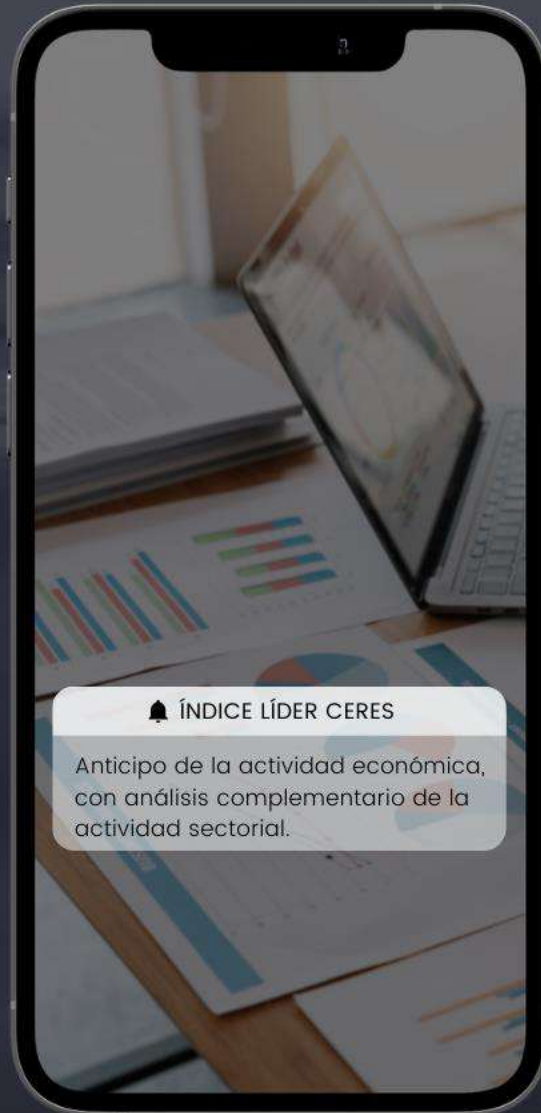 ÍNDICE LÍDER CERES
Anticipo de la actividad económica,
con análisis complementario de la
actividad sectorial.